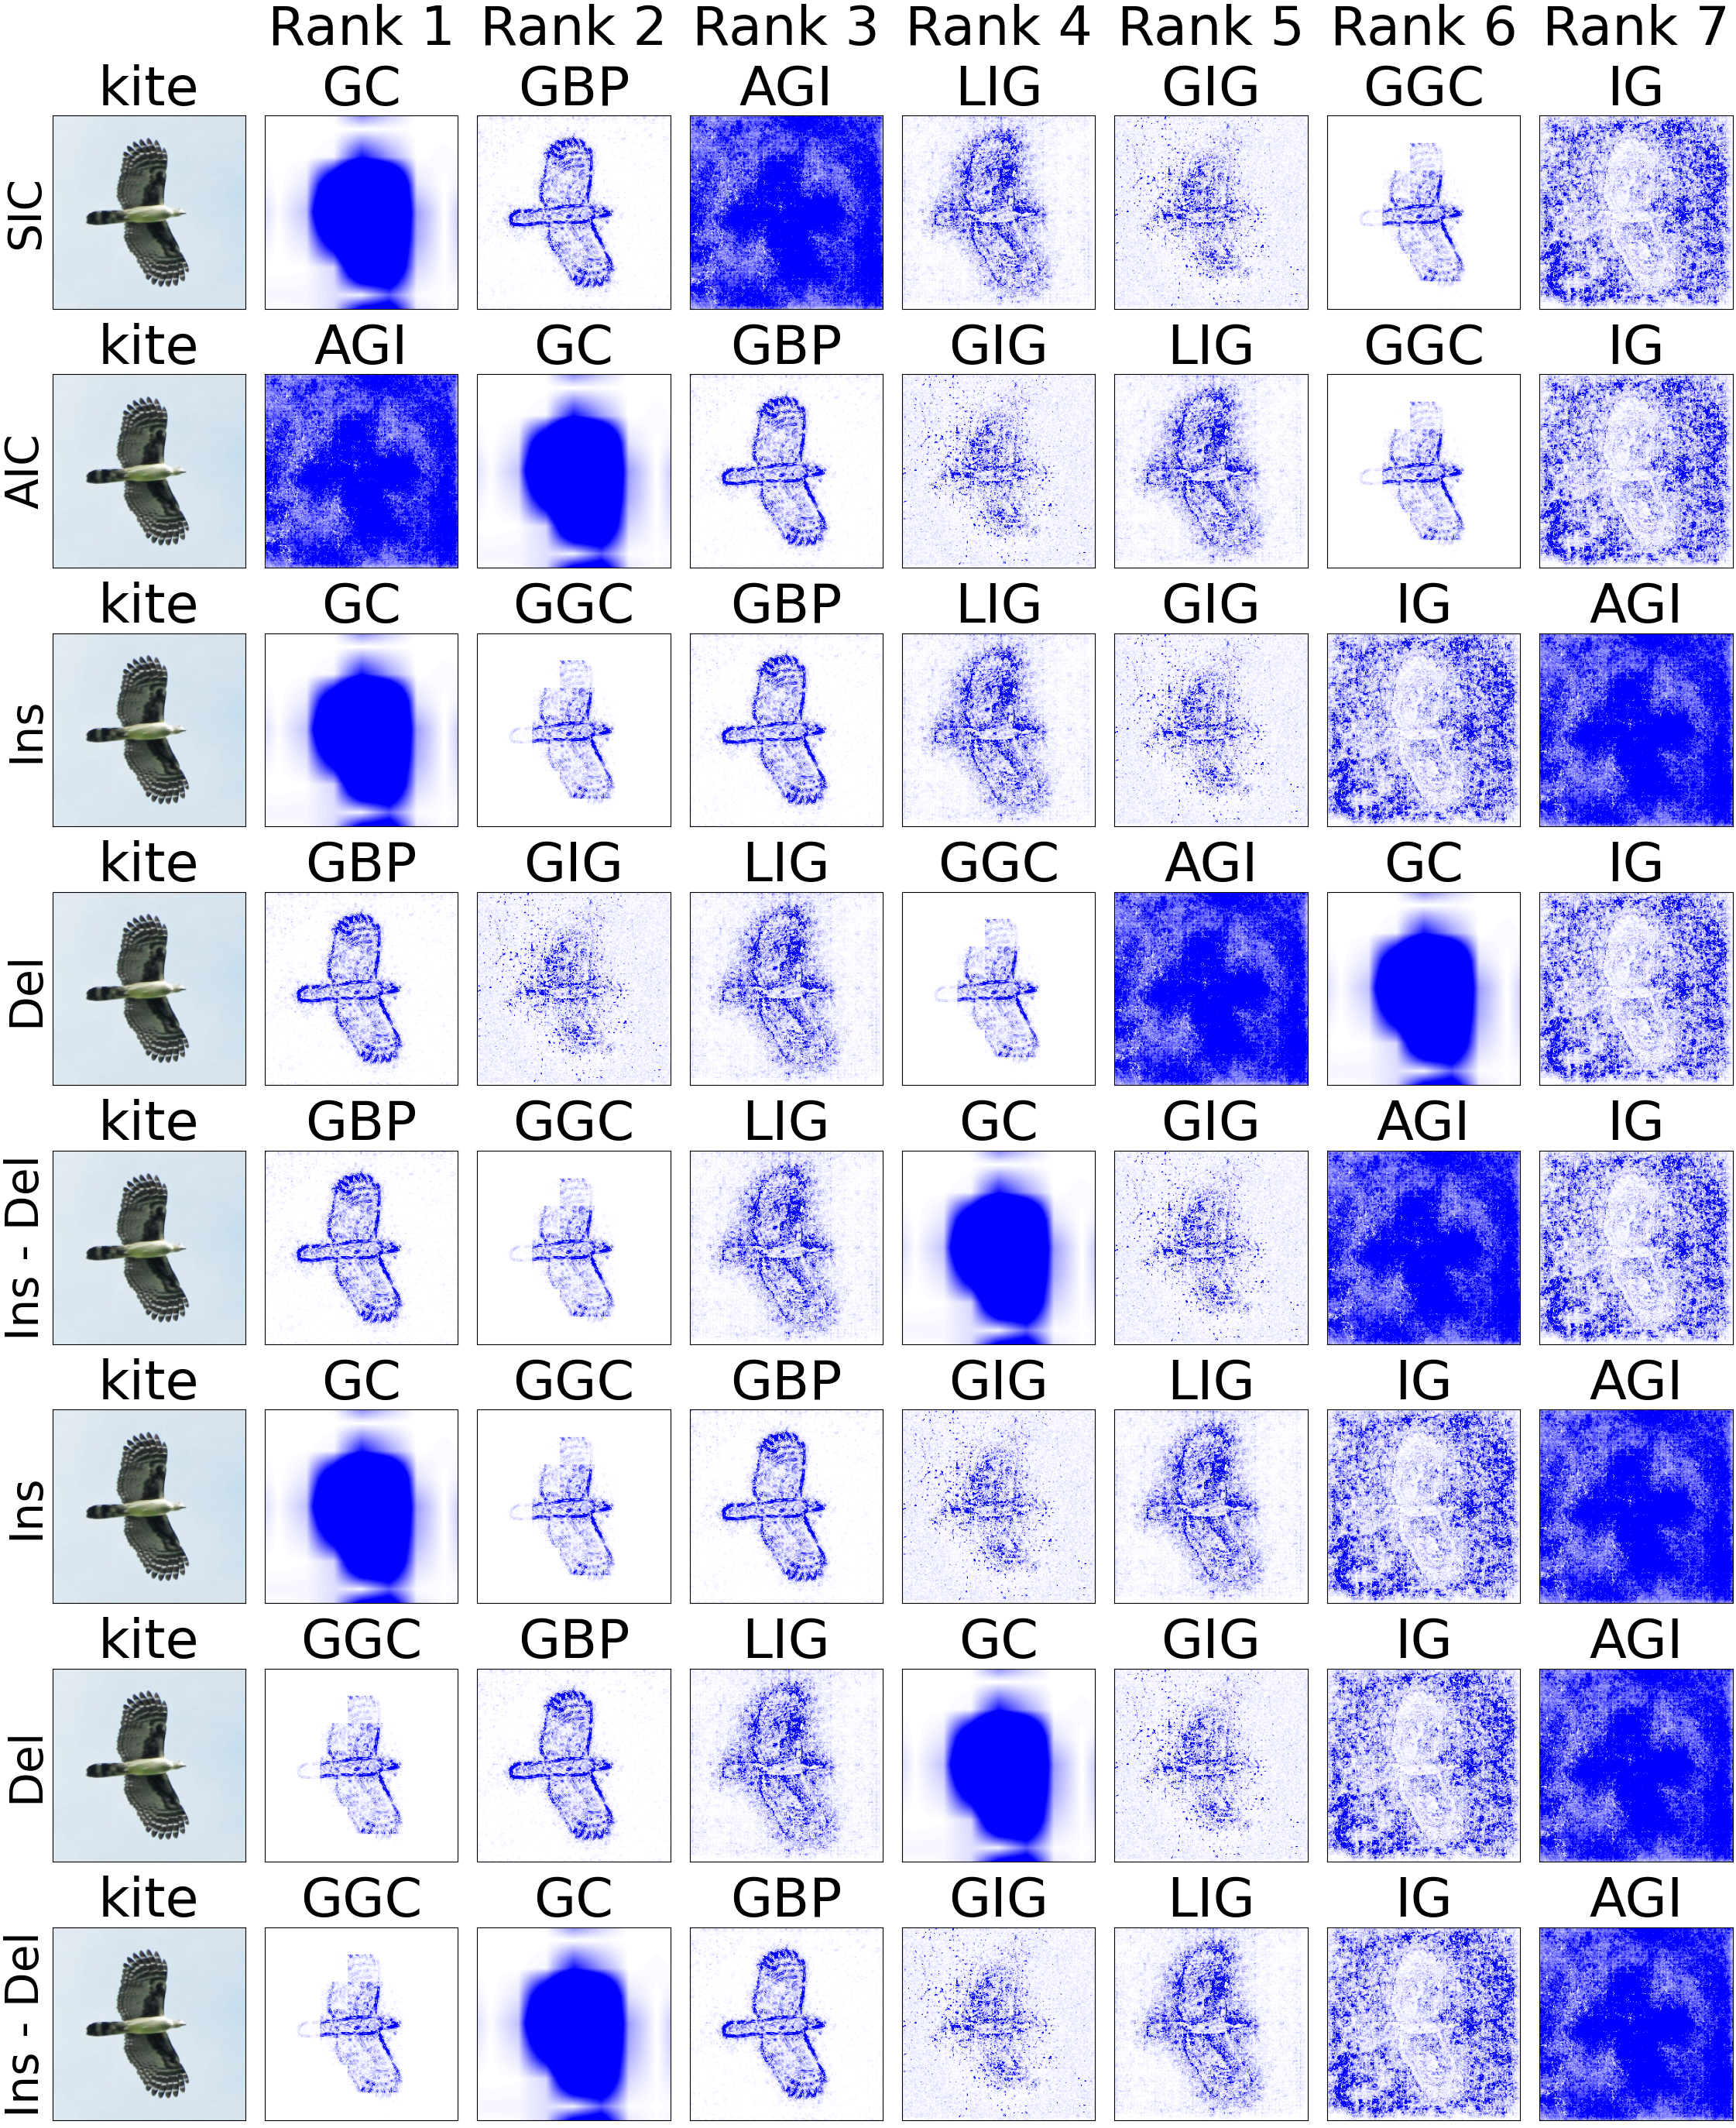 Rank 1 Rank 2 Rank 3 Rank 4 Rank 5 Rank 6 Rank 7
kite GC GBP AGI LIG GIG GGC IG
SIC
kite AGI GC GBP GIG LIG GGC IG
AIC
kite GC GGC GBP LIG GIG IG AGI
Ins
kite GBP GIG LIG GGC AGI GC IG
Del
kite GBP GGC LIG GC GIG AGI IG
Ins - Del
kite GC GGC GBP GIG LIG IG AGI
Ins
kite GGC GBP LIG GC GIG IG AGI
Del
kite GGC GC GBP GIG LIG IG AGI
Ins - Del